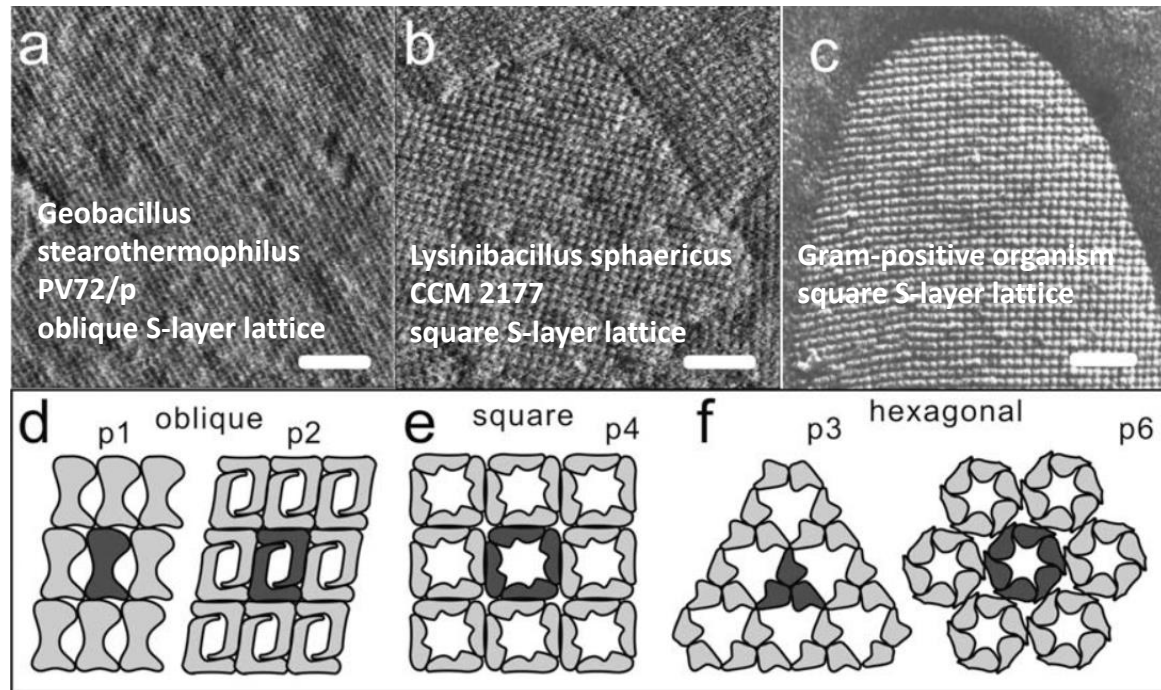 a
Geobacillus
stearothermophilus
PV72/p
oblique S-layer lattice
b
Lysinibacillus sphaericus
CCM 2177
square S-layer lattice
c
Gram-positive organism
square S-layer lattice
d
oblique
p1
p2
e
square
p4
f
hexagonal
p3
p6